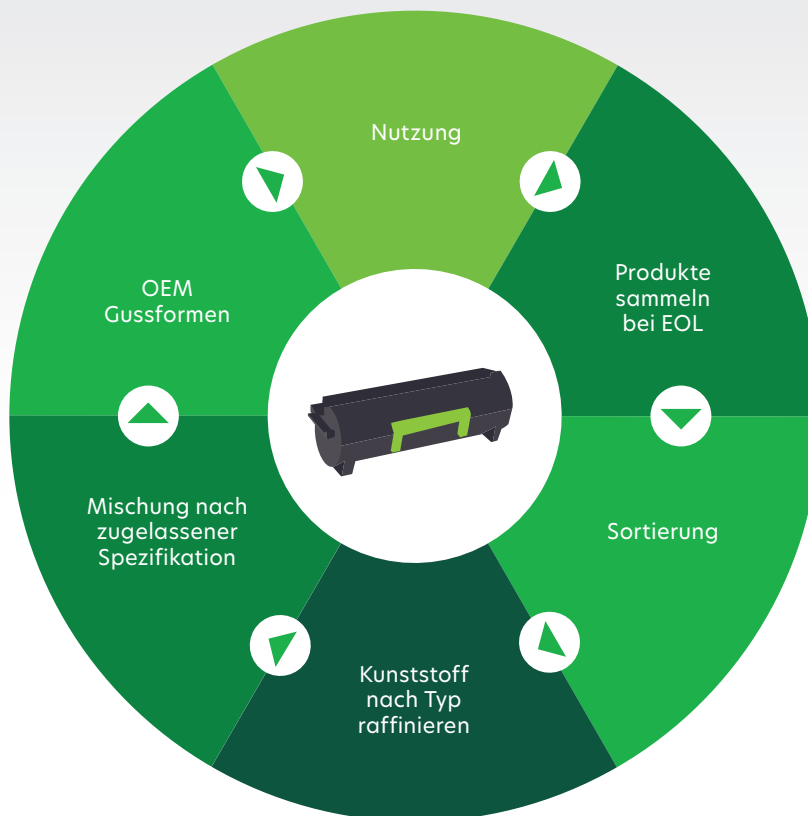 Nutzung
Produkte
sammeln
bei EOL
Sortierung
Kunststoff
nach Typ
raffinieren
Mischung nach
zugelassener
Spezifikation
OEM
Gussformen